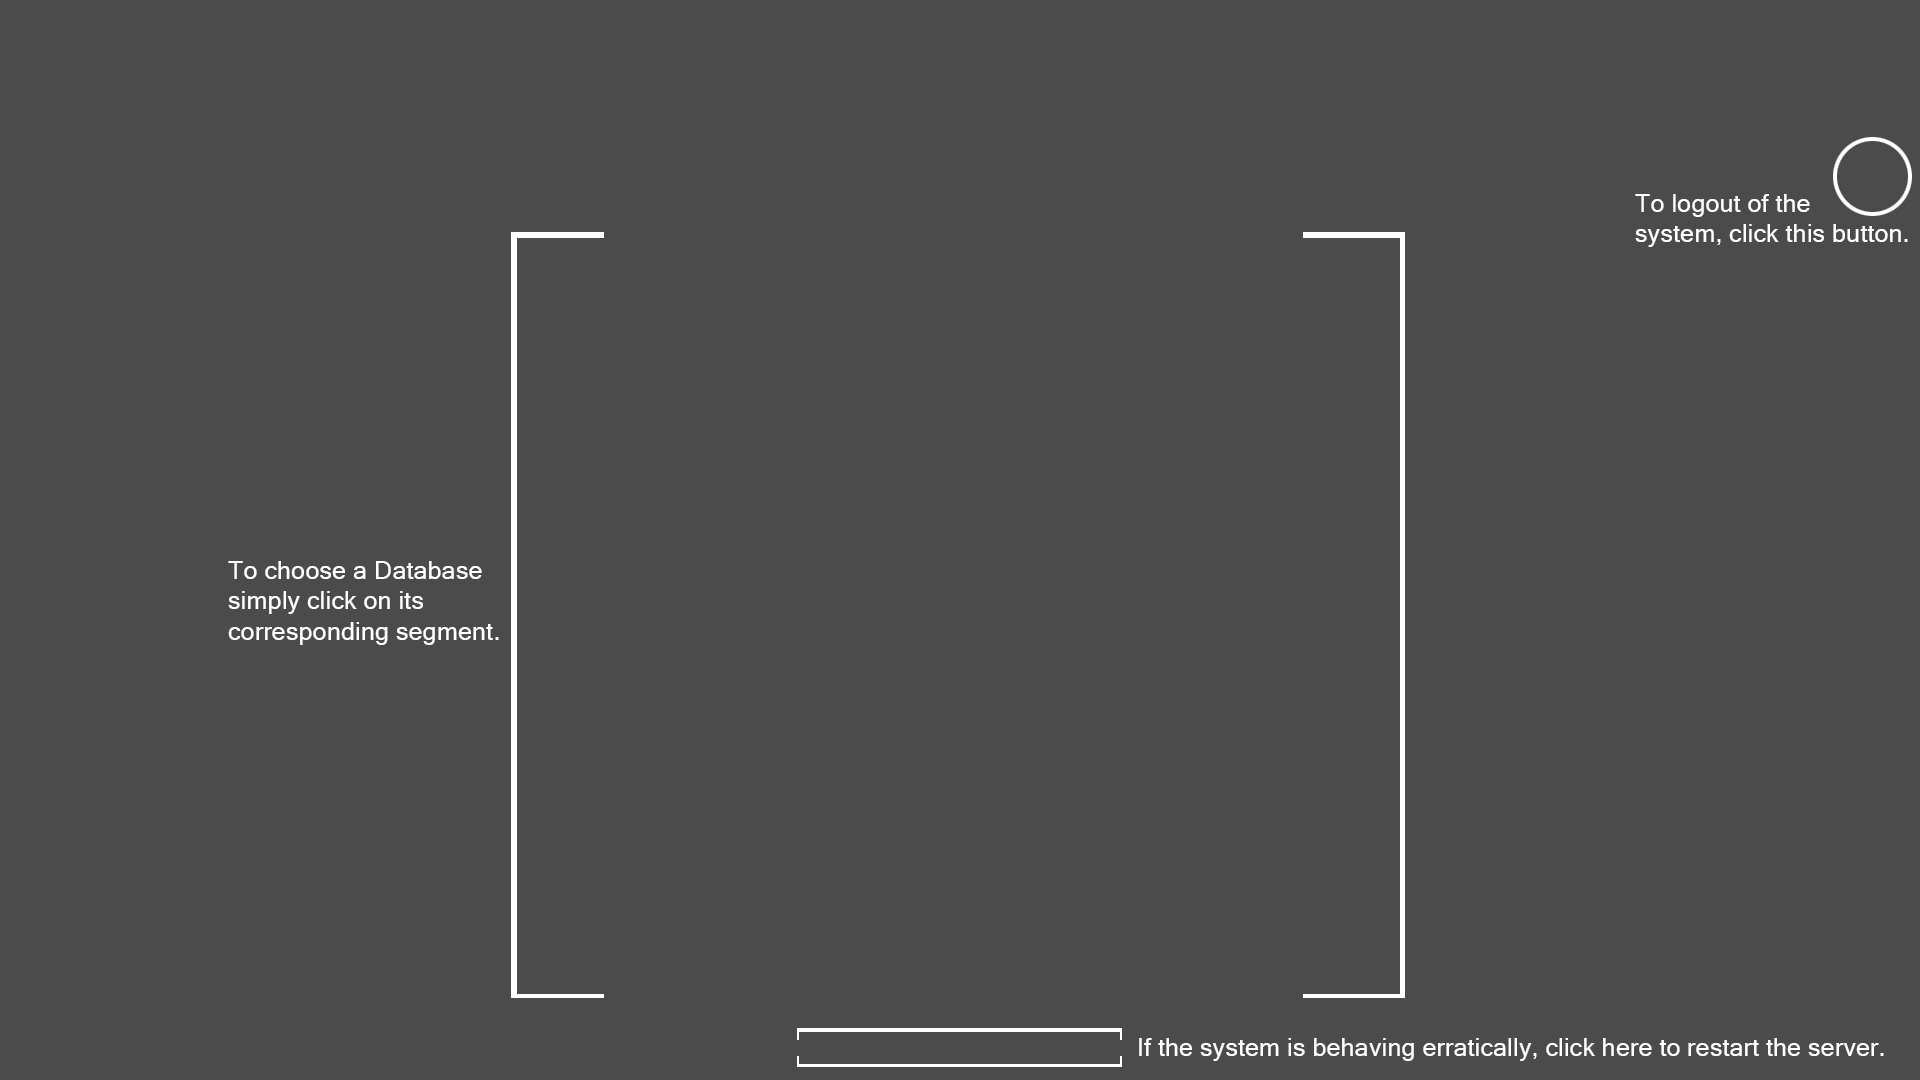 To logout of the
system, click this button.
To choose a Database
simply click on its
corresponding segment.
If the system is behaving erratically, click here to restart the server.